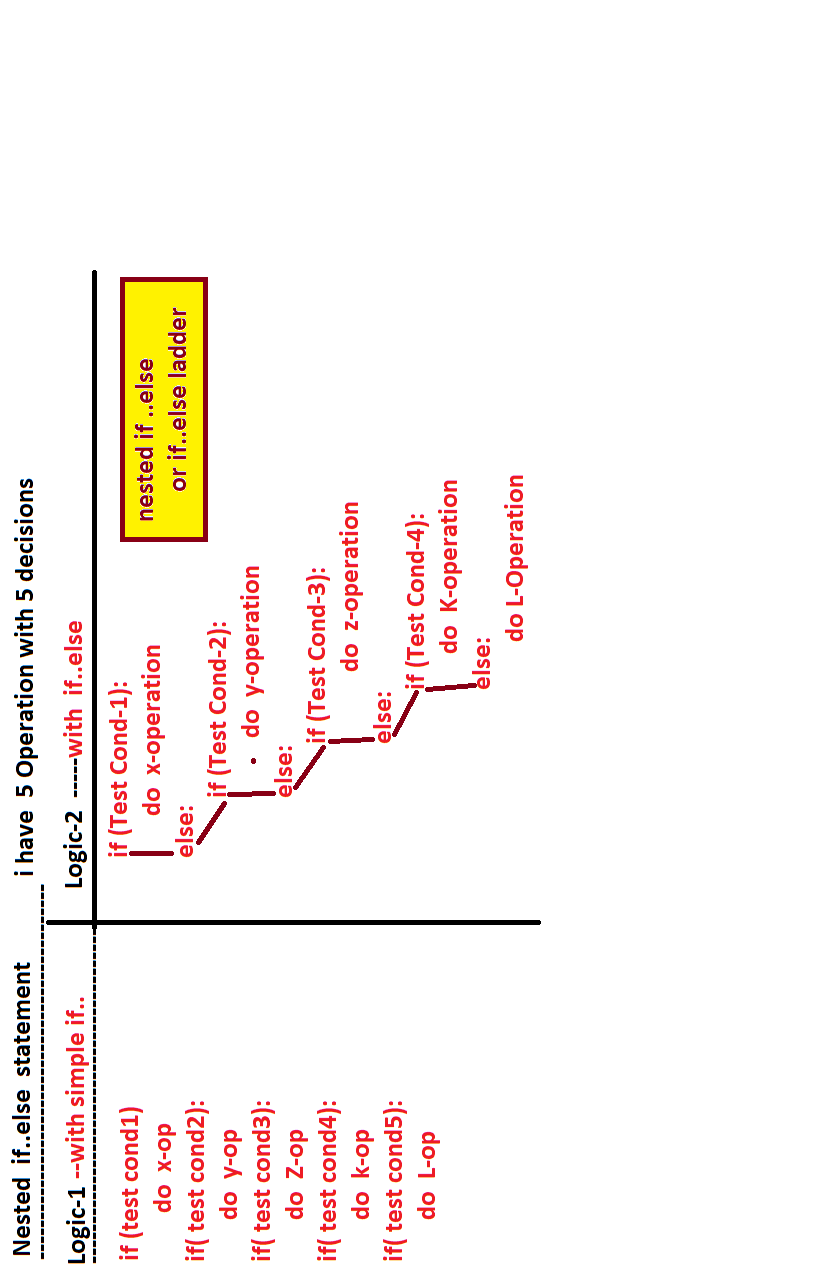 Nested if..else statement
i have 5 Operation with 5 decisions
Logic-1 --with simple if..
if (test cond1)
do x-op
if( test cond2):
do y-op
if( test cond3):
do Z-op
if( test cond4):
do k-op
if( test cond5):
do L-op
Logic-2 -----with if..else
if (Test Cond-1):
do x-operation
else:
if (Test Cond-2):
do y-operation
else:
if (Test Cond-3):
do z-operation
else:
if (Test Cond-4):
do K-operation
else:
do L-Operation
nested if ..else
or if..else ladder